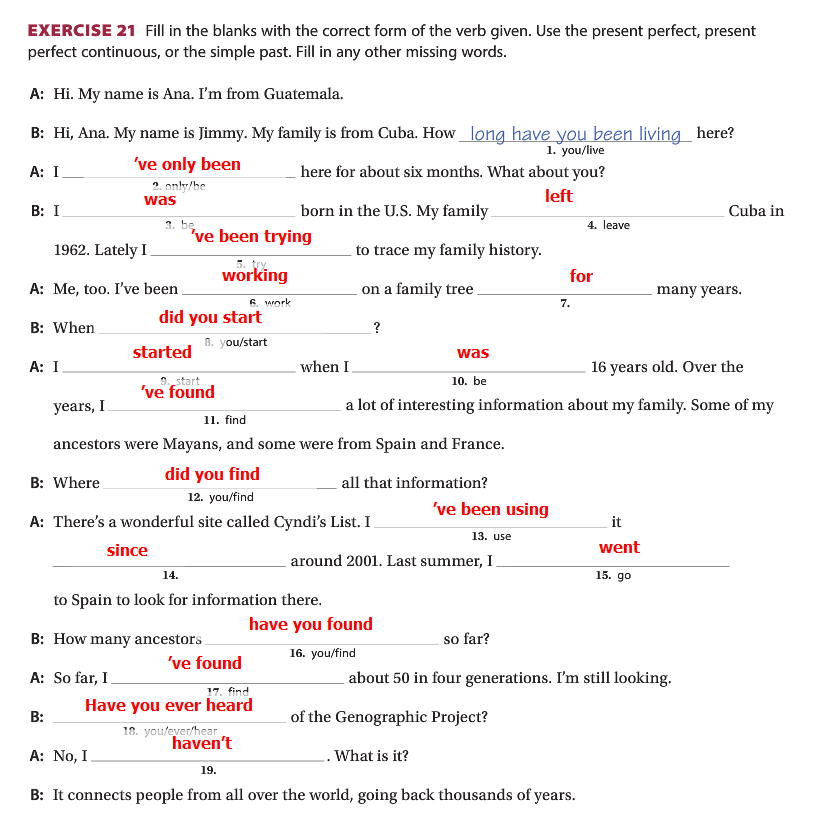 EXERCISE 21 Fill in the blanks with the correct form of the verb given. Use the present perfect, present
perfect continuous, or the simple past. Fill in any other missing words.
A: Hi. My name is Ana. I'm from Guatemala.
B: Hi, Ana. My name is Jimmy. My family is from Cuba. How long have you been living here?
1. you/live
A: I 've only been here for about six months. What about you?
2. only/be
B: I was born in the U.S. My family left Cuba in
3. be 4. leave
1962. Lately I 've been trying to trace my family history.
5. try
A: Me, too. I've been working on a family tree for many years.
6. work 7.
B: When did you start ?
8. you/start
A: I started when I was 16 years old. Over the
9. start 10. be
years, I 've found a lot of interesting information about my family. Some of my
11. find
ancestors were Mayans, and some were from Spain and France.
B: Where did you find all that information?
12. you/find
A: There's a wonderful site called Cyndi's List. I 've been using it
13. use
since around 2001. Last summer, I went
14. 15. go
to Spain to look for information there.
B: How many ancestors have you found so far?
16. you/find
A: So far, I 've found about 50 in four generations. I'm still looking.
17. find
B: Have you ever heard of the Genographic Project?
18. you/ever/hear
A: No, I haven't . What is it?
19.
B: It connects people from all over the world, going back thousands of years.